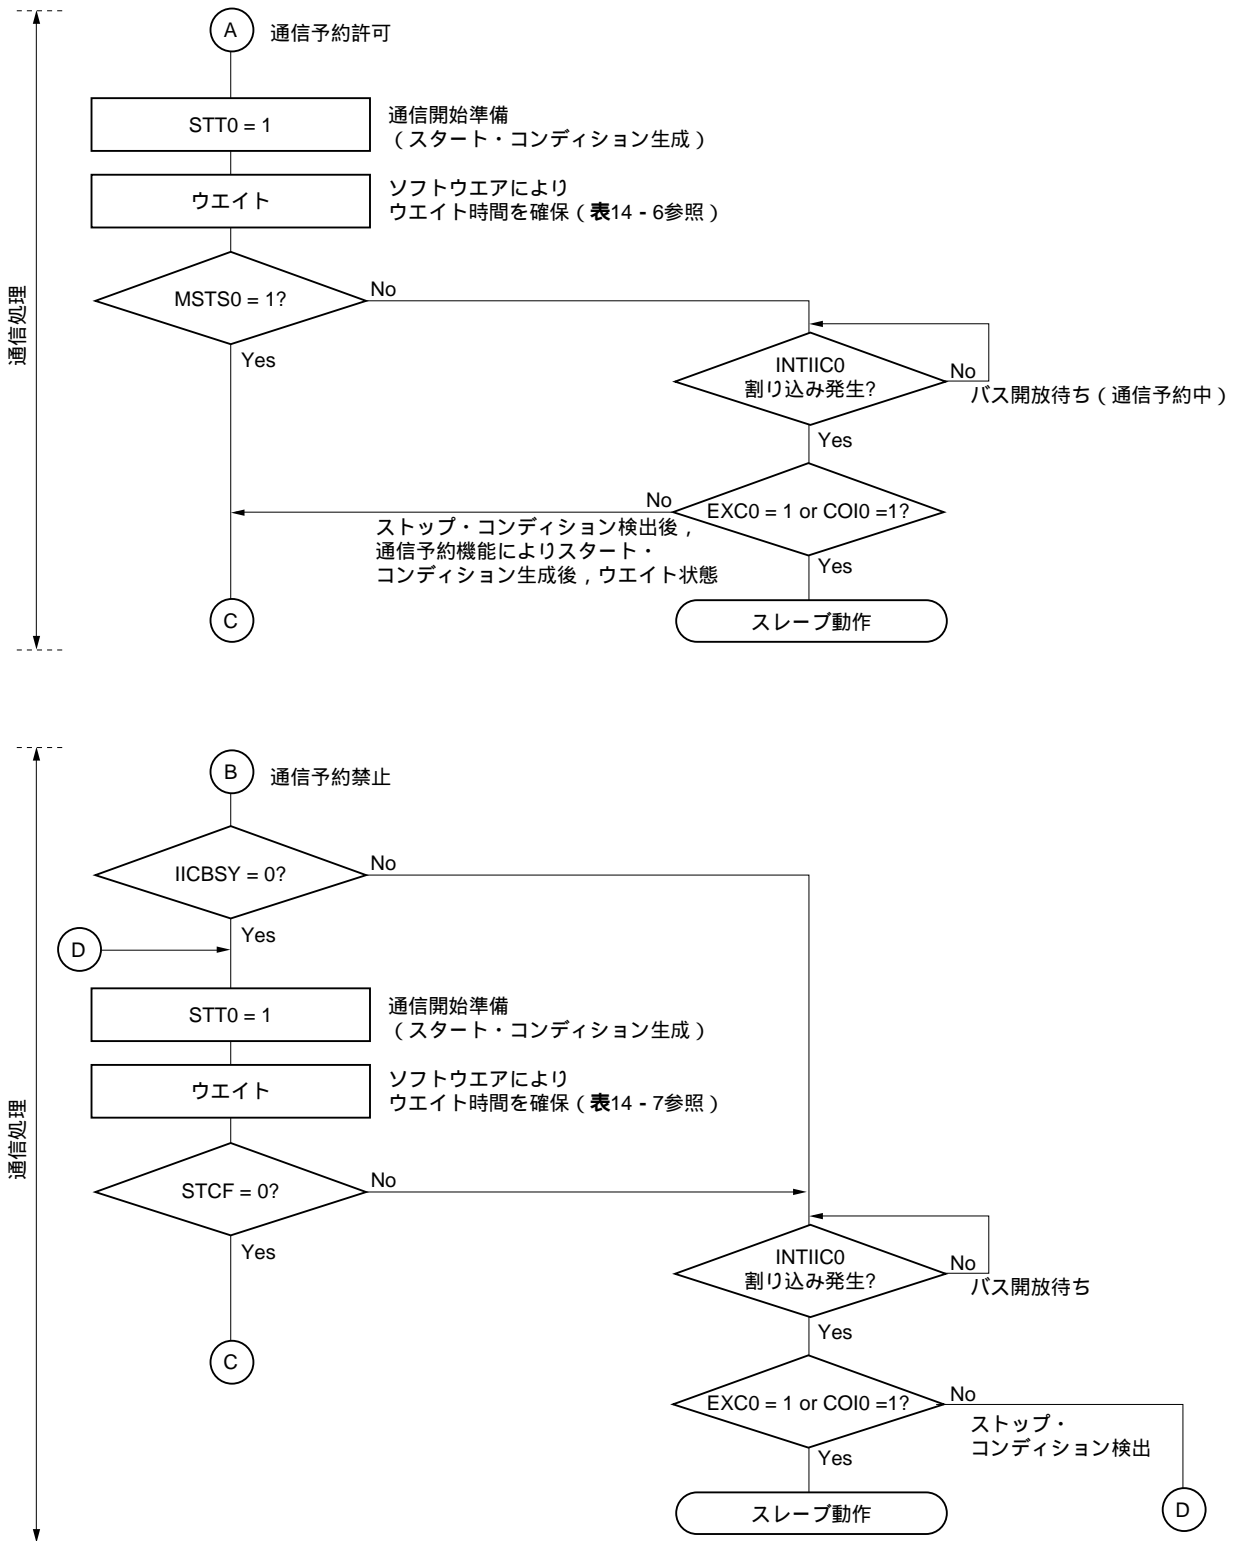 A 通信予約許可
STT0 = 1
通信開始準備
（スタート・コンディション生成）
ウエイト
ソフトウエアにより
ウエイト時間を確保（表14 - 6参照）
MSTS0 = 1?
No
Yes
通信処理
INTIIC0
割り込み発生?
No
バス開放待ち（通信予約中）
Yes
EXC0 = 1 or COI0 =1?
No
ストップ・コンディション検出後，
通信予約機能によりスタート・
コンディション生成後，ウエイト状態
Yes
C
スレーブ動作
B 通信予約禁止
IICBSY = 0?
No
Yes
D
STT0 = 1
通信開始準備
（スタート・コンディション生成）
ウエイト
ソフトウエアにより
ウエイト時間を確保（表14 - 7参照）
通信処理
STCF = 0?
No
Yes
INTIIC0
割り込み発生?
No
バス開放待ち
Yes
C
EXC0 = 1 or COI0 =1?
No
ストップ・
コンディション検出
Yes
スレーブ動作
D